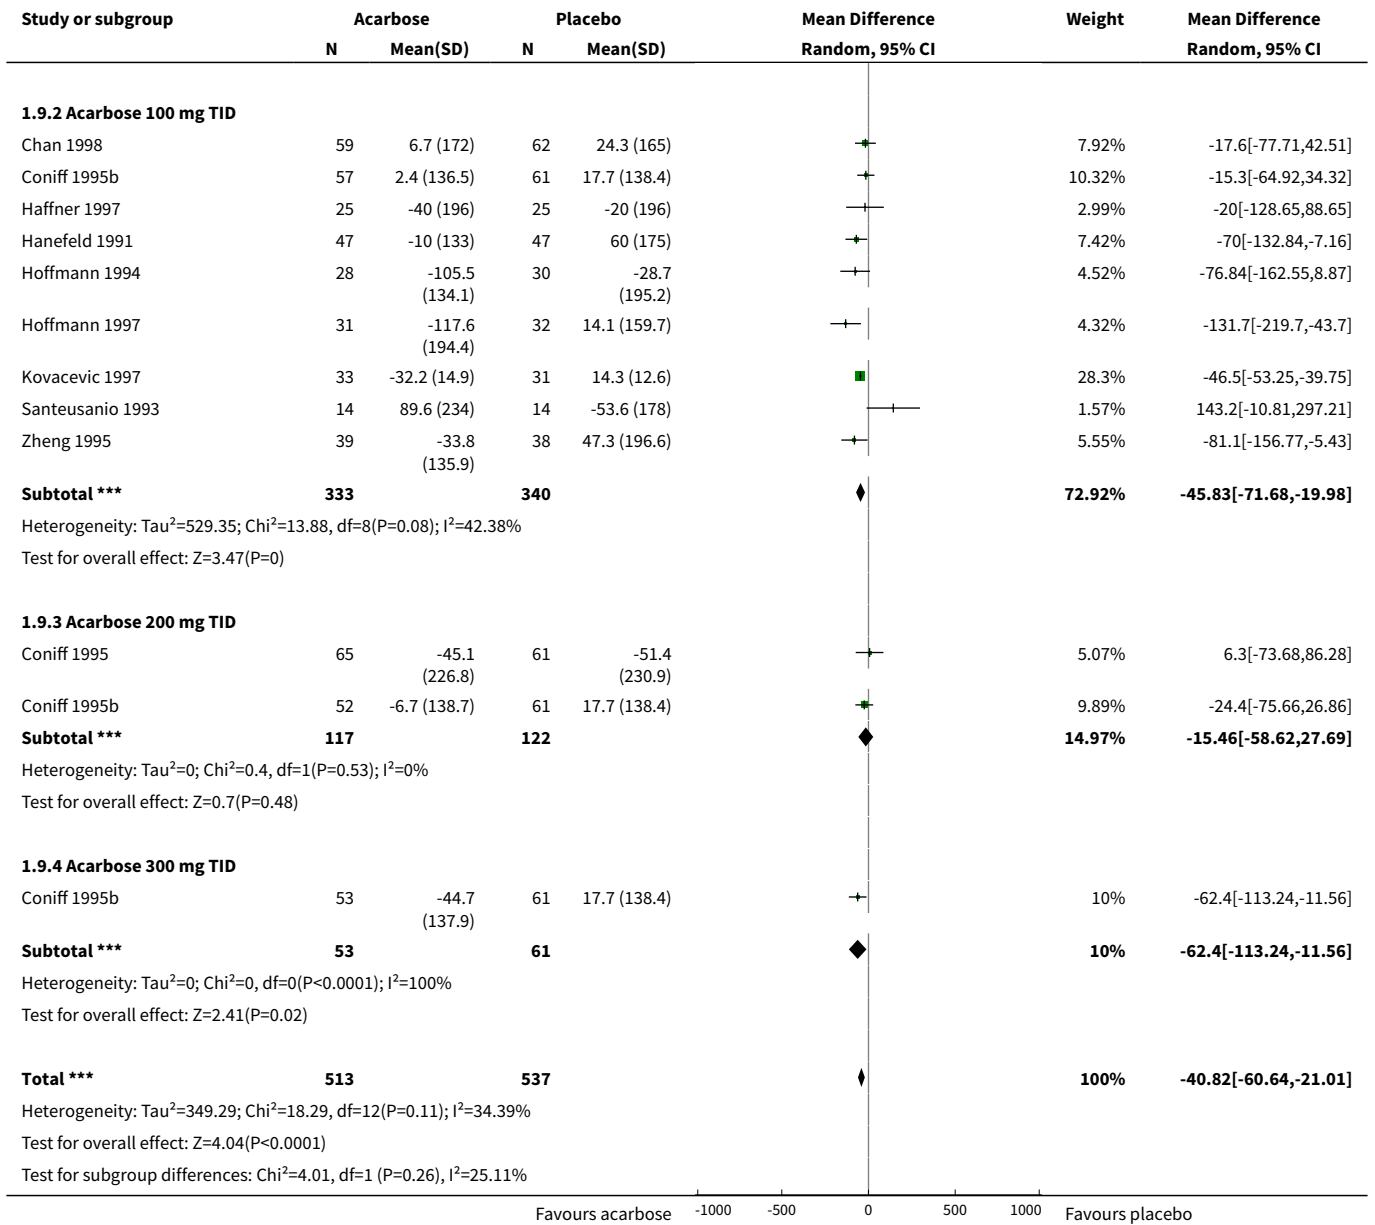 Study or subgroup Acarbose Placebo Mean Difference Weight Mean Difference
N Mean(SD) N Mean(SD) Random, 95% CI Random, 95% CI
1.9.2 Acarbose 100 mg TID
Chan 1998 59 6.7 (172) 62 24.3 (165) 7.92% -17.6[-77.71,42.51]
Coniff 1995b 57 2.4 (136.5) 61 17.7 (138.4) 10.32% -15.3[-64.92,34.32]
Haffner 1997 25 -40 (196) 25 -20 (196) 2.99% -20[-128.65,88.65]
Hanefeld 1991 47 -10 (133) 47 60 (175) 7.42% -70[-132.84,-7.16]
Hoffmann 1994 28 -105.5 30 -28.7 4.52% -76.84[-162.55,8.87]
(134.1) (195.2)
Hoffmann 1997 31 -117.6 32 14.1 (159.7) 4.32% -131.7[-219.7,-43.7]
(194.4)
Kovacevic 1997 33 -32.2 (14.9) 31 14.3 (12.6) 28.3% -46.5[-53.25,-39.75]
Santeusanio 1993 14 89.6 (234) 14 -53.6 (178) 1.57% 143.2[-10.81,297.21]
Zheng 1995 39 -33.8 38 47.3 (196.6) 5.55% -81.1[-156.77,-5.43]
(135.9)
Subtotal *** 333 340 72.92% -45.83[-71.68,-19.98]
Heterogeneity: Tau²=529.35; Chi²=13.88, df=8(P=0.08); I²=42.38%
Test for overall effect: Z=3.47(P=0)
1.9.3 Acarbose 200 mg TID
Coniff 1995 65 -45.1 61 -51.4 5.07% 6.3[-73.68,86.28]
(226.8) (230.9)
Coniff 1995b 52 -6.7 (138.7) 61 17.7 (138.4) 9.89% -24.4[-75.66,26.86]
Subtotal *** 117 122 14.97% -15.46[-58.62,27.69]
Heterogeneity: Tau²=0; Chi²=0.4, df=1(P=0.53); I²=0%
Test for overall effect: Z=0.7(P=0.48)
1.9.4 Acarbose 300 mg TID
Coniff 1995b 53 -44.7 61 17.7 (138.4) 10% -62.4[-113.24,-11.56]
(137.9)
Subtotal *** 53 61 10% -62.4[-113.24,-11.56]
Heterogeneity: Tau²=0; Chi²=0, df=0(P<0.0001); I²=100%
Test for overall effect: Z=2.41(P=0.02)
Total *** 513 537 100% -40.82[-60.64,-21.01]
Heterogeneity: Tau²=349.29; Chi²=18.29, df=12(P=0.11); I²=34.39%
Test for overall effect: Z=4.04(P<0.0001)
Test for subgroup differences: Chi²=4.01, df=1 (P=0.26), I²=25.11%
Favours acarbose -1000 -500 0 500 1000 Favours placebo